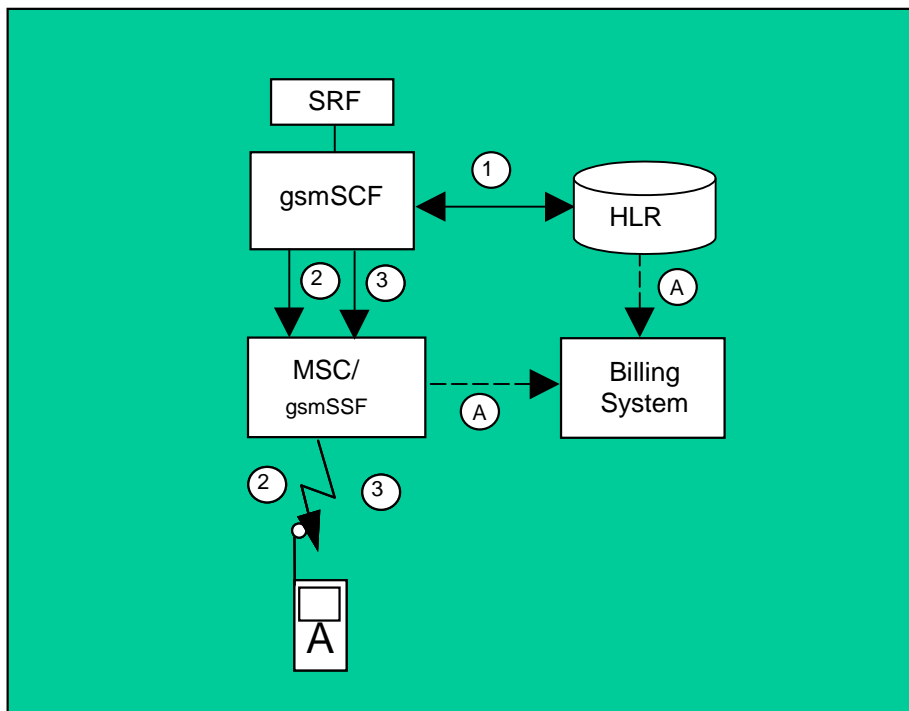 SRF
1
gsmSCF
HLR
2
3
A
MSC/
gsmSSF
Billing
System
A
2
3
A